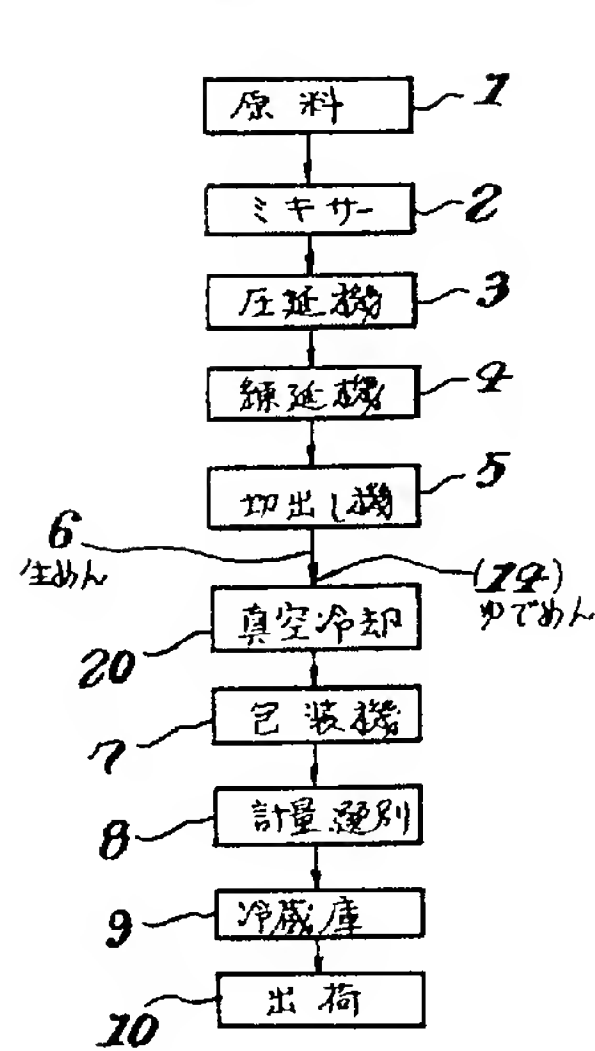 原料 1
ミキサー 2
圧延機 3
練延機 4
切出し機 5
6 生めん
(14) ゆでめん
真空冷却 20
包装機 7
計量選別 8
冷蔵庫 9
出荷 10